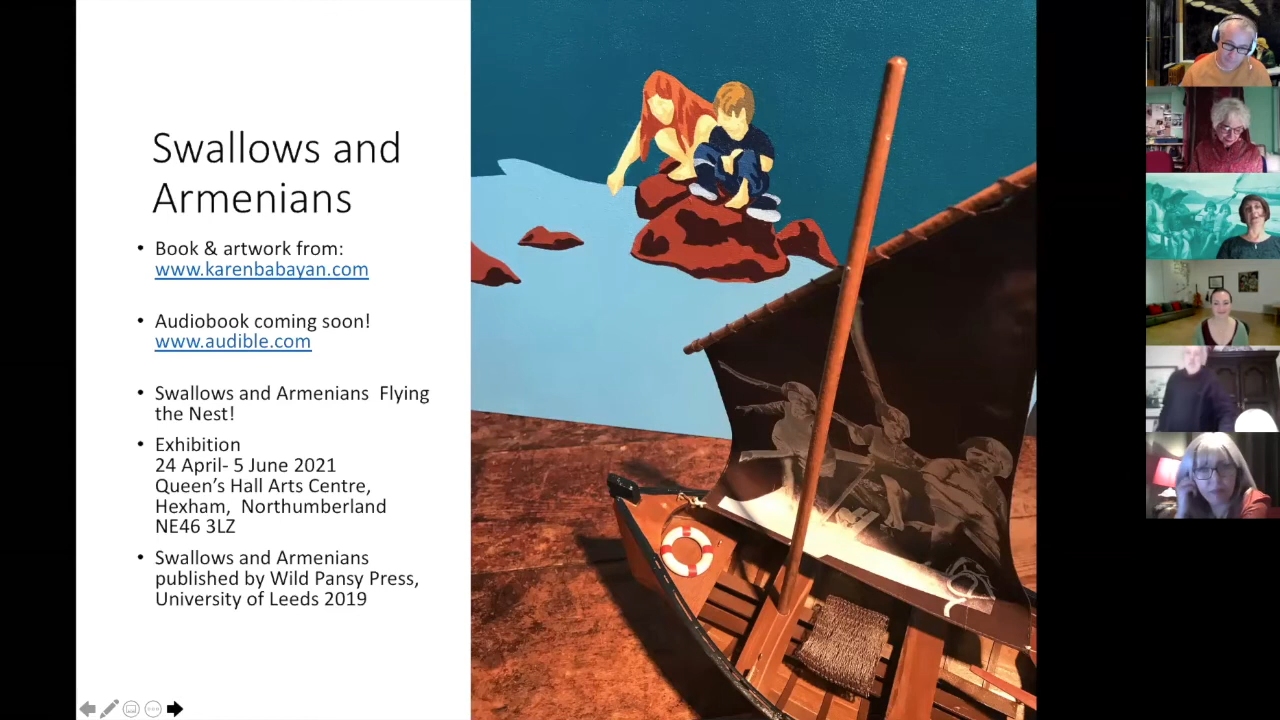 Swallows and
Armenians
• Book & artwork from:
www.karenbabayan.com
• Audiobook coming soon!
www.audible.com
• Swallows and Armenians  Flying
the Nest!
• Exhibition
24 April- 5 June 2021
Queen’s Hall Arts Centre,
Hexham,  Northumberland
NE46 3LZ
• Swallows and Armenians
published by Wild Pansy Press,
University of Leeds 2019